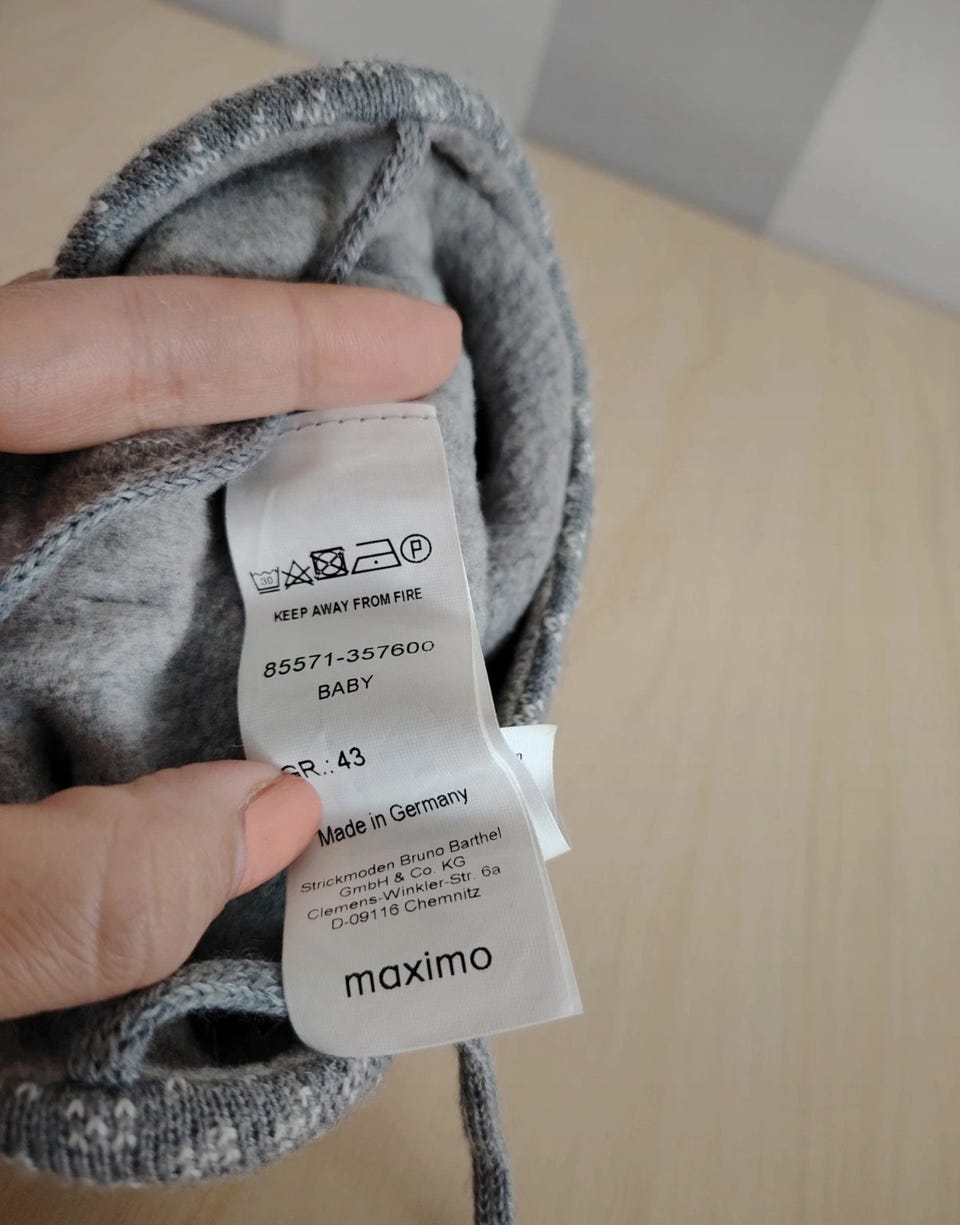 30
P
KEEP AWAY FROM FIRE
85571-357600
BABY
GR.: 43
Made in Germany
Strickmoden Bruno Barthel
GmbH & Co. KG
Clemens-Winkler-Str. 6a
D-09116 Chemnitz
maximo